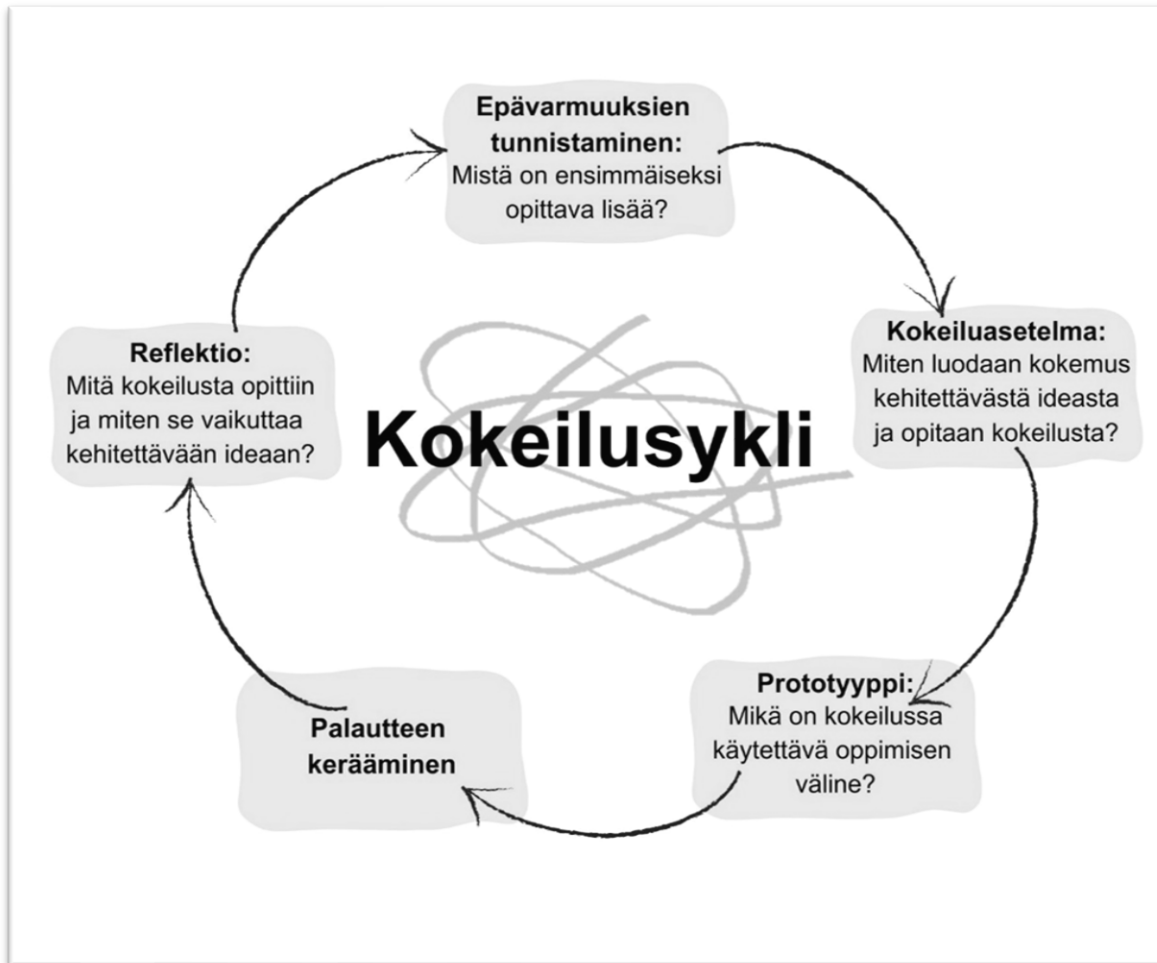 Epävarmuuksien
tunnistaminen:
Mistä on ensimmäiseksi
opittava lisää?
Kokeiluasetelma:
Miten luodaan kokemus
kehitettävästä ideasta
ja opitaan kokeilusta?
Prototyyppi:
Mikä on kokeilussa
käytettävä oppimisen
väline?
Palautteen
kerääminen
Reflektio:
Mitä kokeilusta opittiin
ja miten se vaikuttaa
kehitettävään ideaan?
Kokeilusykli